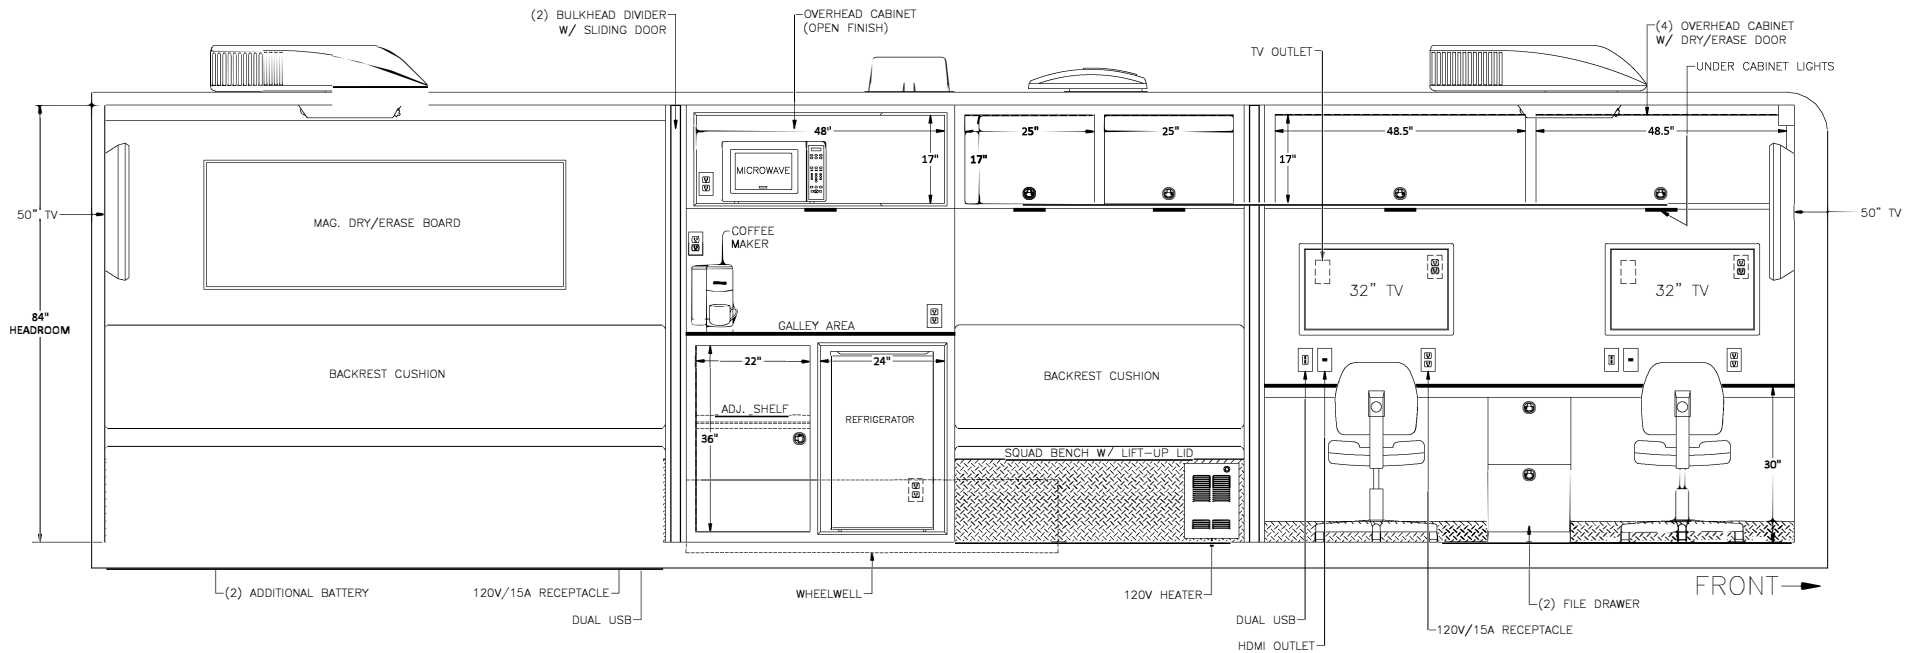 (2) BULKHEAD DIVIDER
W/ SLIDING DOOR
OVERHEAD CABINET
(OPEN FINISH)
TV OUTLET
(4) OVERHEAD CABINET
W/ DRY/ERASE DOOR
UNDER CABINET LIGHTS
48"
17"
25"
25"
17"
48.5"
48.5"
17"
MICROWAVE
50" TV
MAG. DRY/ERASE BOARD
50" TV
COFFEE
MAKER
32" TV
32" TV
84"
HEADROOM
GALLEY AREA
22"
24"
BACKREST CUSHION
BACKREST CUSHION
ADJ. SHELF
REFRIGERATOR
36"
SQUAD BENCH W/ LIFT-UP LID
30"
FRONT
(2) ADDITIONAL BATTERY
120V/15A RECEPTACLE
WHEELWELL
120V HEATER
(2) FILE DRAWER
DUAL USB
DUAL USB
120V/15A RECEPTACLE
HDMI OUTLET